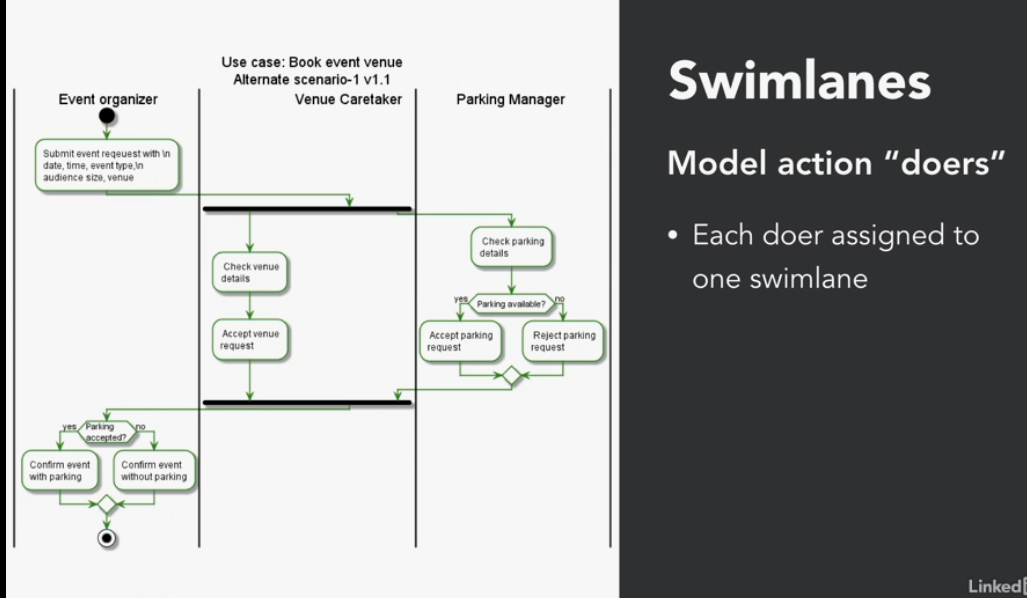 Use case: Book event venue
Alternate scenario-1 v1.1
Event organizer
Venue Caretaker
Parking Manager
Submit event reqeuest with \n
date, time, event type,\n
audience size, venue
Check venue
details
Accept venue
request
Check parking
details
yes
Parking available?
no
Accept parking
request
Reject parking
request
yes
Parking
accepted?
no
Confirm event
with parking
Confirm event
without parking
Swimlanes
Model action “doers”
• Each doer assigned to
one swimlane
Linked